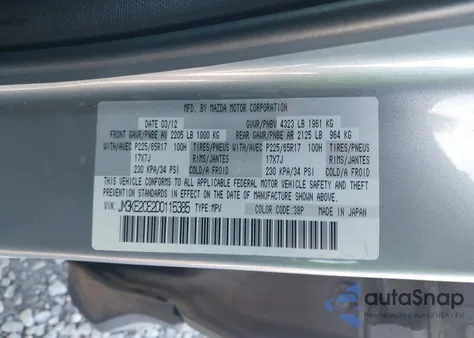 MFD. BY MAZDA MOTOR CORPORATION
DATE 03/12 GVWR/PNBV 4323 LB 1961 KG
FRONT GAWR/PNBE AV 2205 LB 1000 KG REAR GAWR/PNBE AR 2125 LB 964 KG
WITH/AVEC P225/65R17 100H TIRES/PNEUS WITH/AVEC P225/65R17 100H TIRES/PNEUS
17X7J RIMS/JANTES 17X7J RIMS/JANTES
230 KPA/34 PSI COLD/A FROID 230 KPA/34 PSI COLD/A FROID
THIS VEHICLE CONFORMS TO ALL APPLICABLE FEDERAL MOTOR VEHICLE SAFETY, BUMPER, AND THEFT
PREVENTION STANDARDS IN EFFECT ON THE DATE OF MANUFACTURE SHOWN ABOVE.
VIN: JM3KE2CE2D0115385 TYPE: MPV COLOR CODE: 38P MADE IN JAPAN
autoSnap